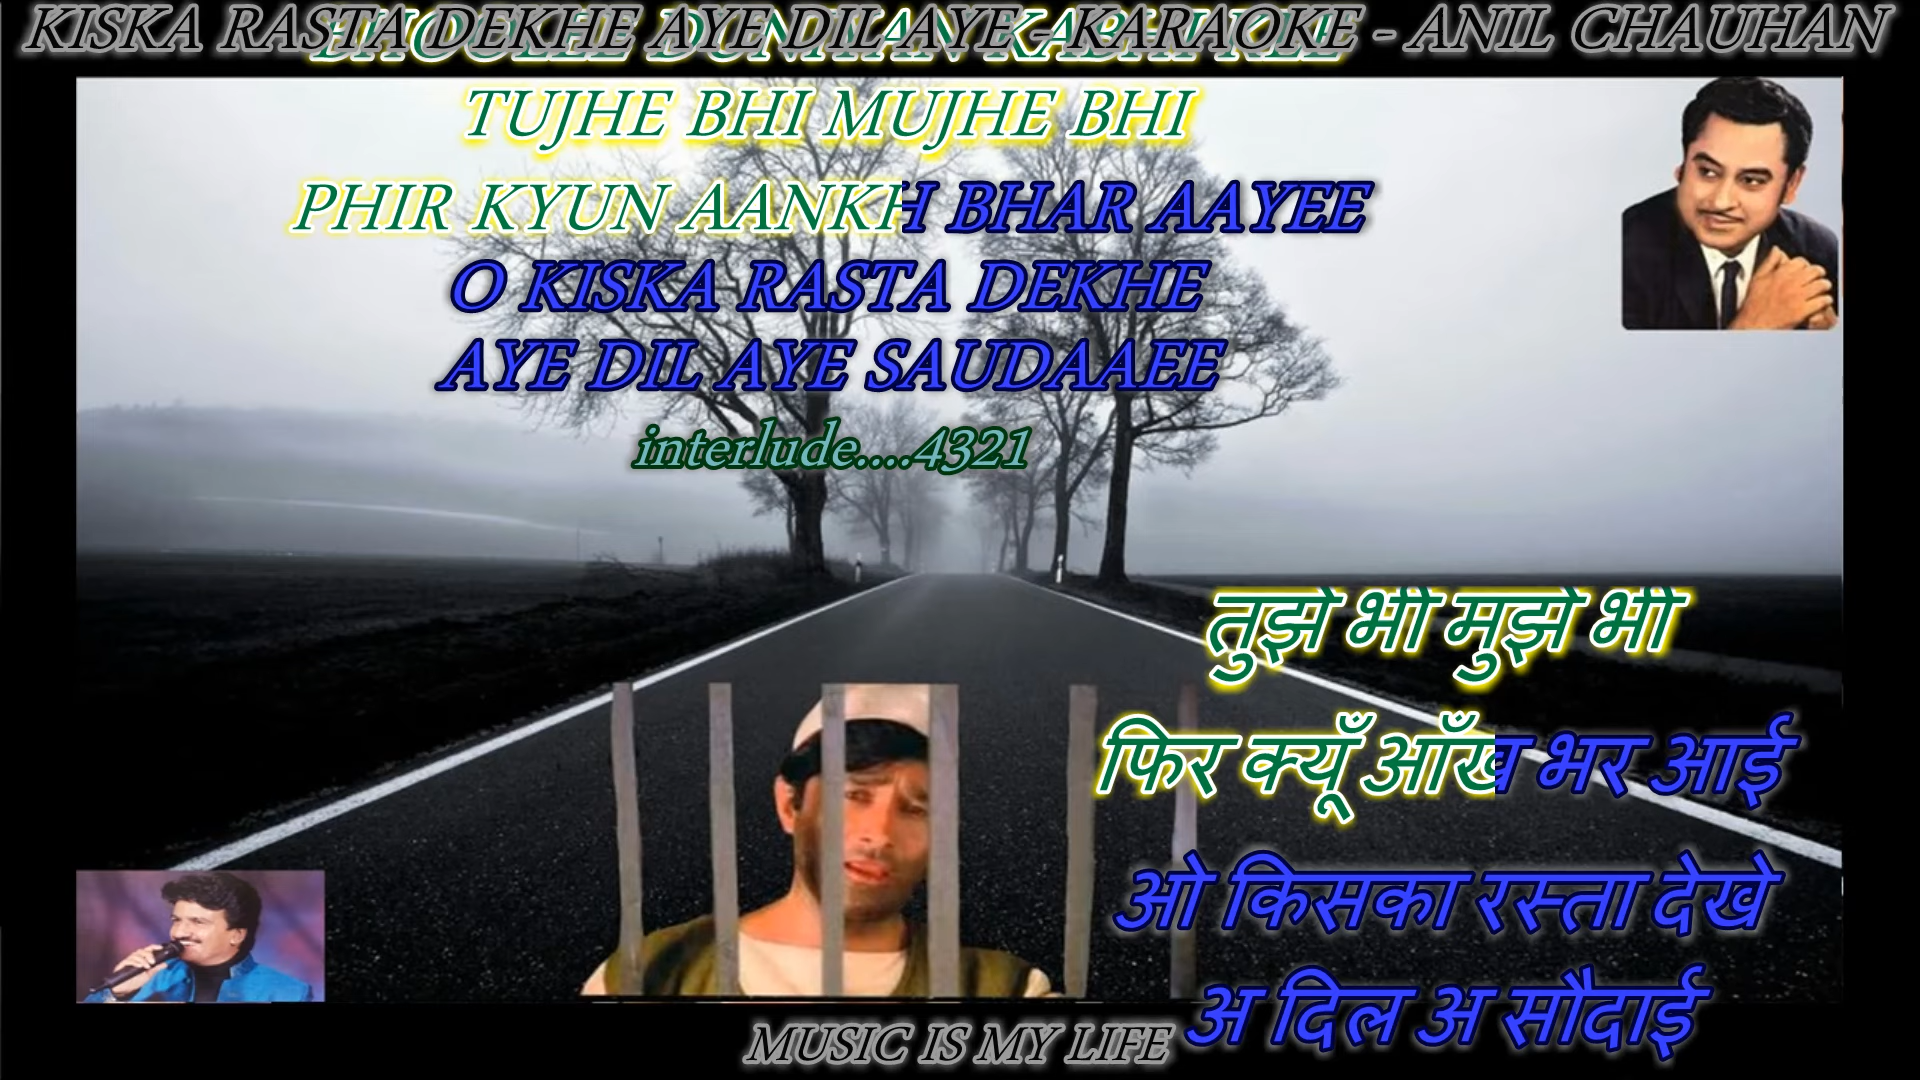 KISKA RASTA DEKHE AYE DIL AYE - KARAOKE - ANIL CHAUHAN
TUJHE BHI MUJHE BHI
PHIR KYUN AANKH BHAR AAYEE
O KISKA RASTA DEKHE
AYE DIL AYE SAUDAAEE
interlude....4321
तुझे भी मुझे भी
फिर क्यूँ आँख भर आई
ओ किसका रस्ता देखे
अ दिल अ सौदाई
MUSIC IS MY LIFE